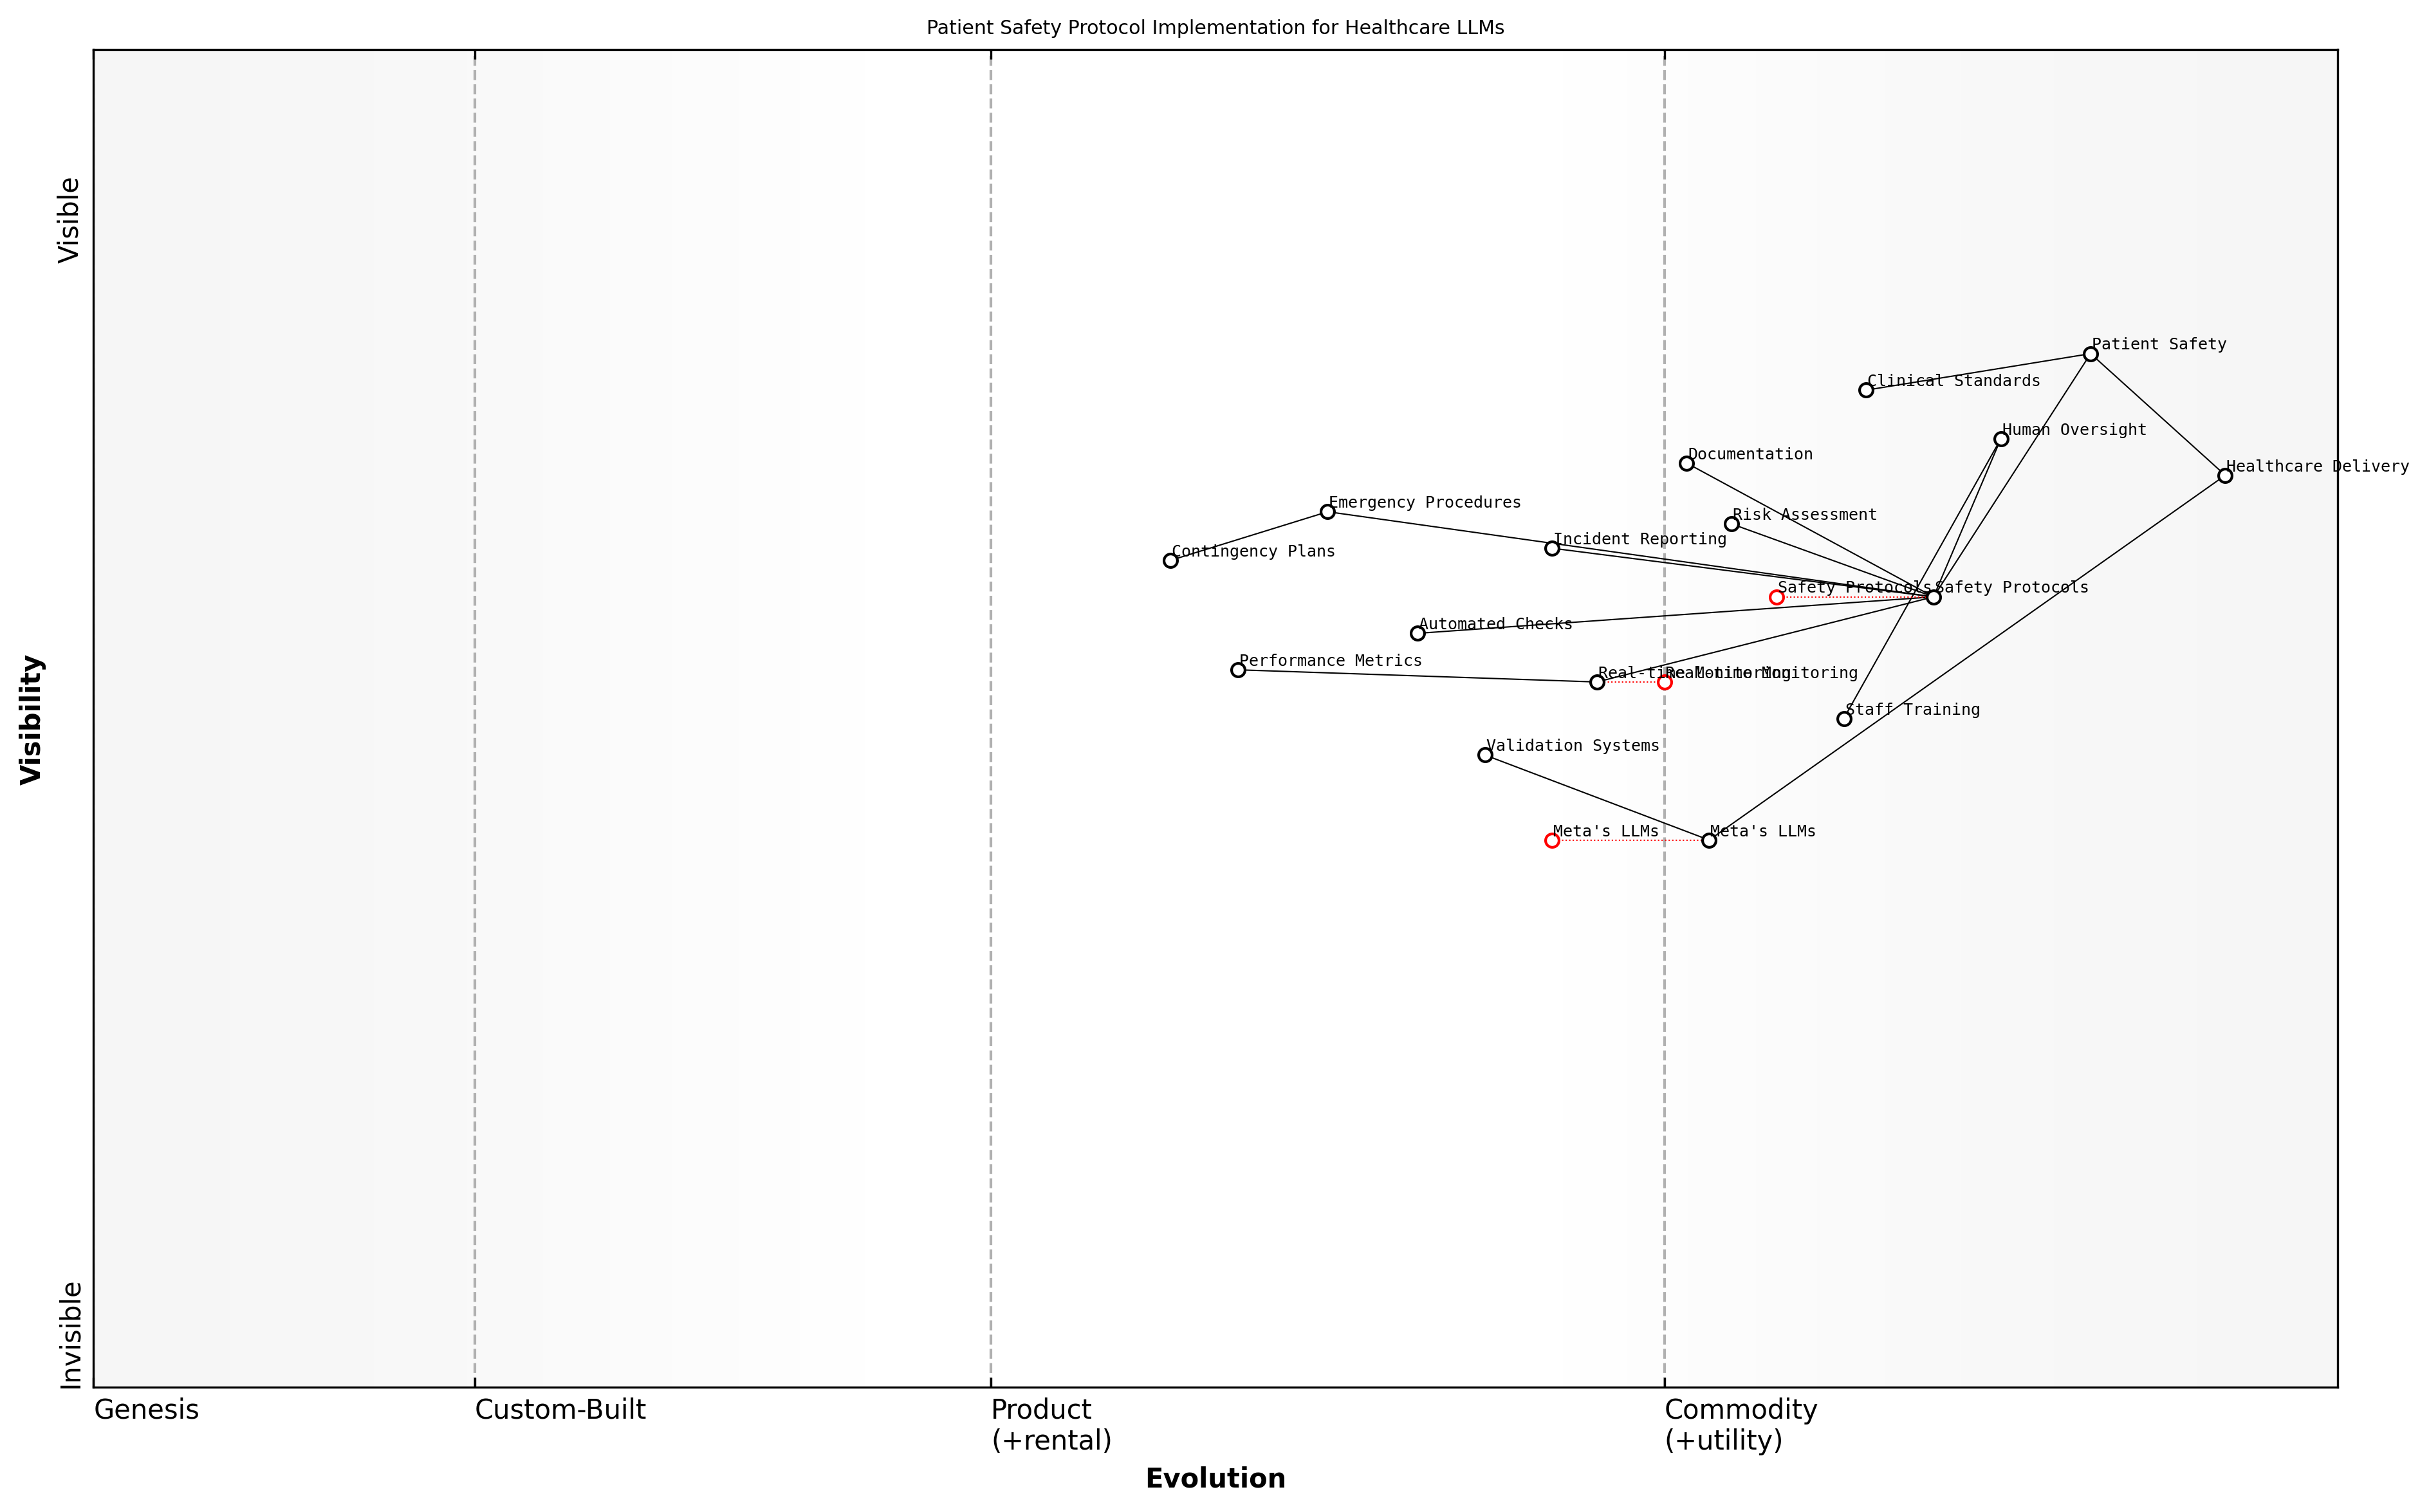 Patient Safety Protocol Implementation for Healthcare LLMs
Visible
Patient Safety
Clinical Standards
Human Oversight
Documentation
Healthcare Delivery
Emergency Procedures
Risk Assessment
Incident Reporting
Contingency Plans
Safety Protocols
Safety Protocols
Automated Checks
Performance Metrics
Real-time Monitoring
Real-time Monitoring
Staff Training
Validation Systems
Meta's LLMs
Meta's LLMs
Visibility
Invisible
Genesis
Custom-Built
Product
(+rental)
Commodity
(+utility)
Evolution